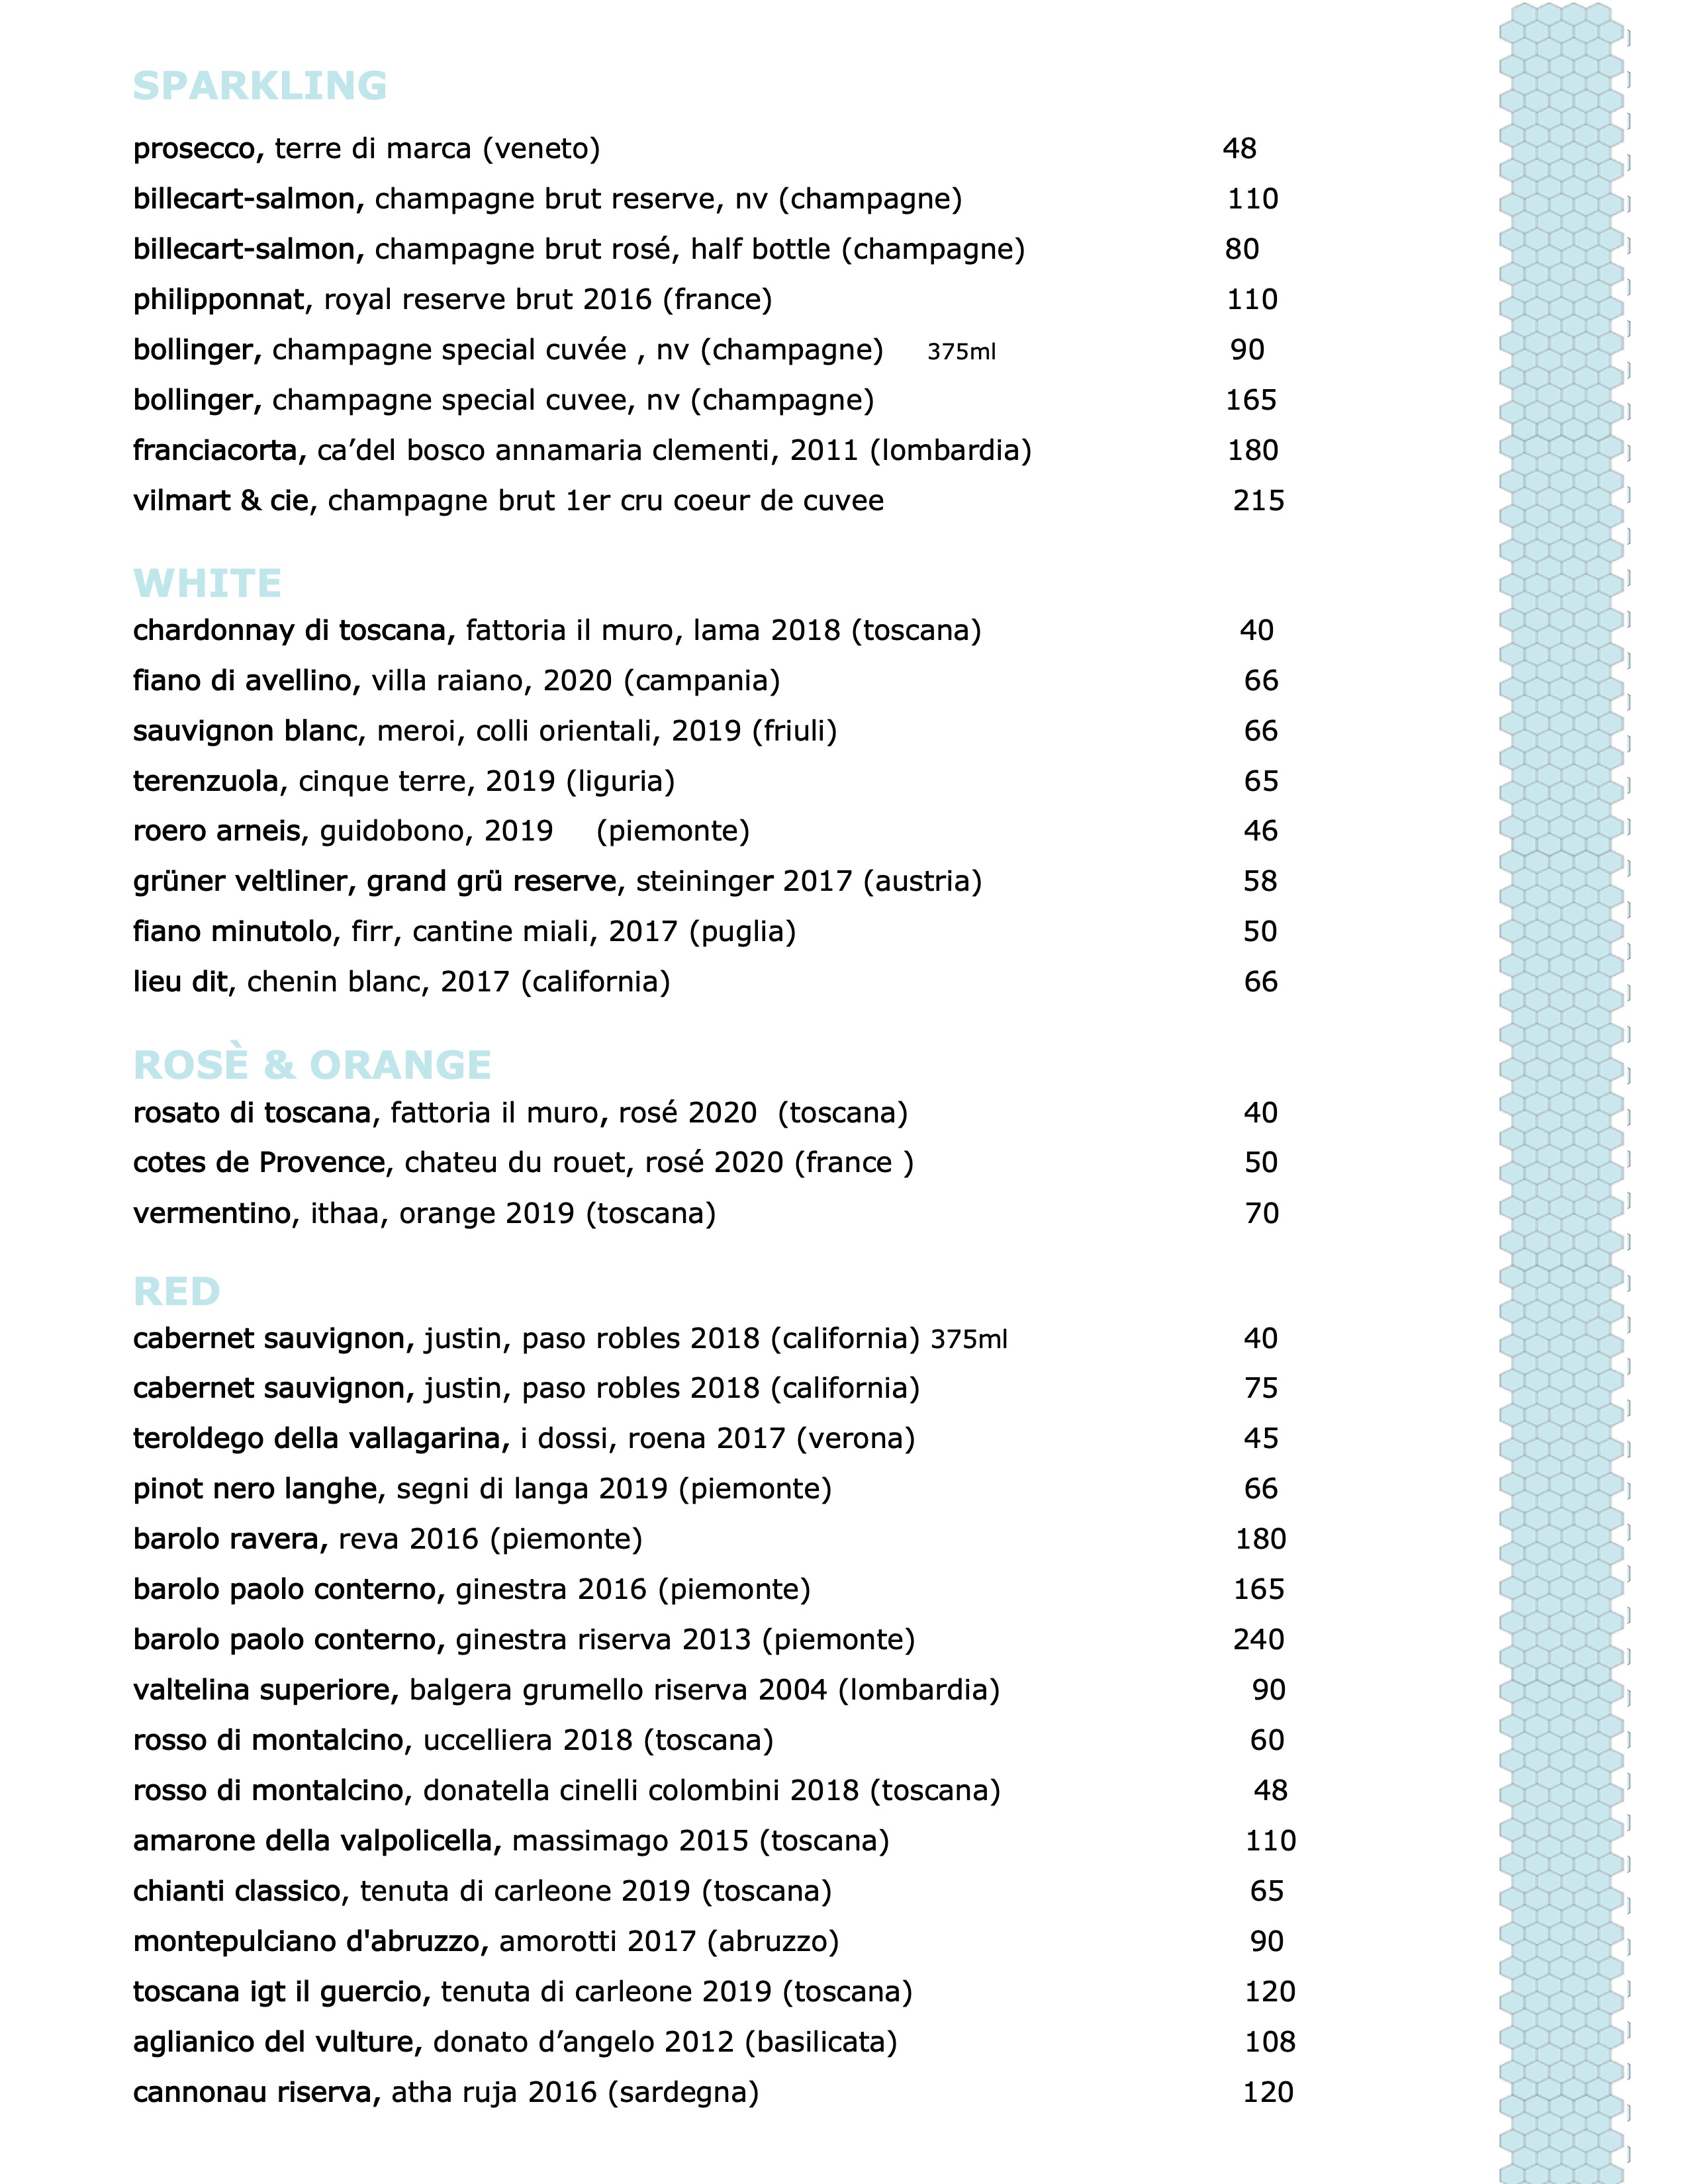 SPARKLING
prosecco, terre di marca (veneto) 48
billecart-salmon, champagne brut reserve, nv (champagne) 110
billecart-salmon, champagne brut rosé, half bottle (champagne) 80
philipponnat, royal reserve brut 2016 (france) 110
bollinger, champagne special cuvée , nv (champagne) 375ml 90
bollinger, champagne special cuvee, nv (champagne) 165
franciacorta, ca’del bosco annamaria clementi, 2011 (lombardia) 180
vilmart & cie, champagne brut 1er cru coeur de cuvee 215
WHITE
chardonnay di toscana, fattoria il muro, lama 2018 (toscana) 40
fiano di avellino, villa raiano, 2020 (campania) 66
sauvignon blanc, meroi, colli orientali, 2019 (friuli) 66
terenzuola, cinque terre, 2019 (liguria) 65
roero arneis, guidobono, 2019 (piemonte) 46
grüner veltliner, grand grü reserve, steininger 2017 (austria) 58
fiano minutolo, firr, cantine miali, 2017 (puglia) 50
lieu dit, chenin blanc, 2017 (california) 66
ROSÈ & ORANGE
rosato di toscana, fattoria il muro, rosé 2020 (toscana) 40
cotes de Provence, chateu du rouet, rosé 2020 (france ) 50
vermentino, ithaa, orange 2019 (toscana) 70
RED
cabernet sauvignon, justin, paso robles 2018 (california) 375ml 40
cabernet sauvignon, justin, paso robles 2018 (california) 75
teroldego della vallagarina, i dossi, roena 2017 (verona) 45
pinot nero langhe, segni di langa 2019 (piemonte) 66
barolo ravera, reva 2016 (piemonte) 180
barolo paolo conterno, ginestra 2016 (piemonte) 165
barolo paolo conterno, ginestra riserva 2013 (piemonte) 240
valtelina superiore, balgera grumello riserva 2004 (lombardia) 90
rosso di montalcino, uccelliera 2018 (toscana) 60
rosso di montalcino, donatella cinelli colombini 2018 (toscana) 48
amarone della valpolicella, massimago 2015 (toscana) 110
chianti classico, tenuta di carleone 2019 (toscana) 65
montepulciano d'abruzzo, amorotti 2017 (abruzzo) 90
toscana igt il guercio, tenuta di carleone 2019 (toscana) 120
aglianico del vulture, donato d’angelo 2012 (basilicata) 108
cannonau riserva, atha ruja 2016 (sardegna) 120